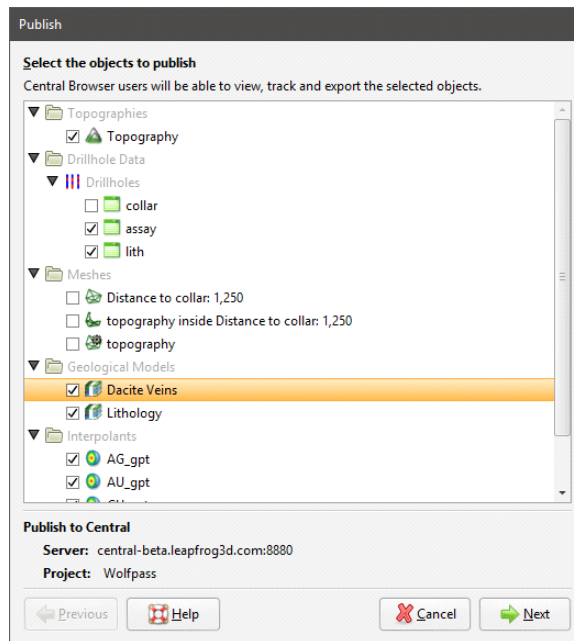 Publish
Select the objects to publish
Central Browser users will be able to view, track and export the selected objects.
Topographies
Topography
Drillhole Data
Drillholes
collar
assay
lith
Meshes
Distance to collar: 1,250
topography inside Distance to collar: 1,250
topography
Geological Models
Dacite Veins
Lithology
Interpolants
AG_gpt
AU_gpt
Publish to Central
Server: central-beta.leapfrog3d.com:8880
Project: Wolfpass
Previous Help Cancel Next